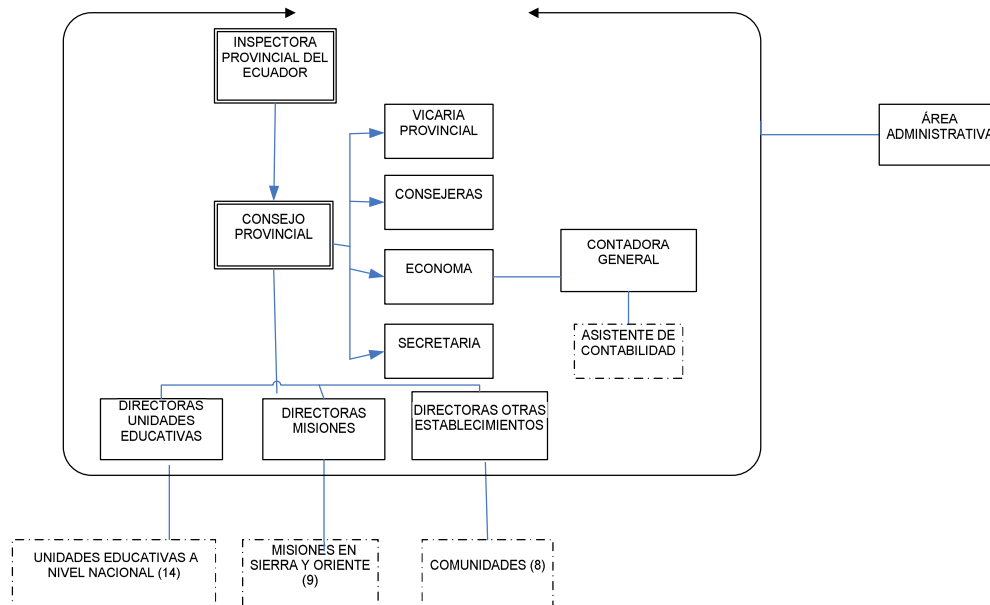 INSPECTORA
PROVINCIAL DEL
ECUADOR
VICARIA
PROVINCIAL
ÁREA
ADMINISTRATIVA
CONSEJERAS
CONSEJO
PROVINCIAL
ECONOMA
CONTADORA
GENERAL
SECRETARIA
ASISTENTE DE
CONTABILIDAD
DIRECTORAS
UNIDADES
EDUCATIVAS
DIRECTORAS
MISIONES
DIRECTORAS OTRAS
ESTABLECIMIENTOS
UNIDADES EDUCATIVAS A
NIVEL NACIONAL (14)
MISIONES EN
SIERRA Y ORIENTE
(9)
COMUNIDADES (8)